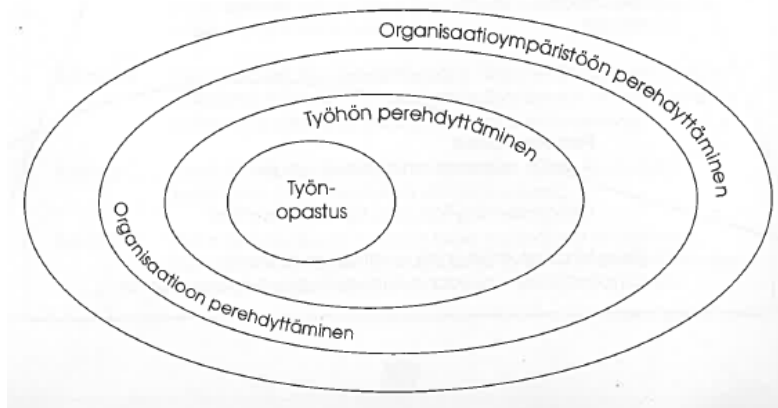 Organisaatioympäristöön perehdyttäminen
Työhön perehdyttäminen
Työn-
opastus
Organisaatioon perehdyttäminen